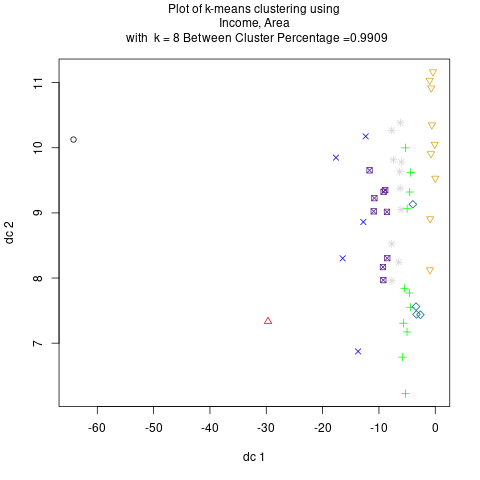 Plot of k-means clustering using
Income, Area
with k = 8 Between Cluster Percentage =0.9909
11
10
9
8
7
dc 2
-60
-50
-40
-30
-20
-10
0
dc 1